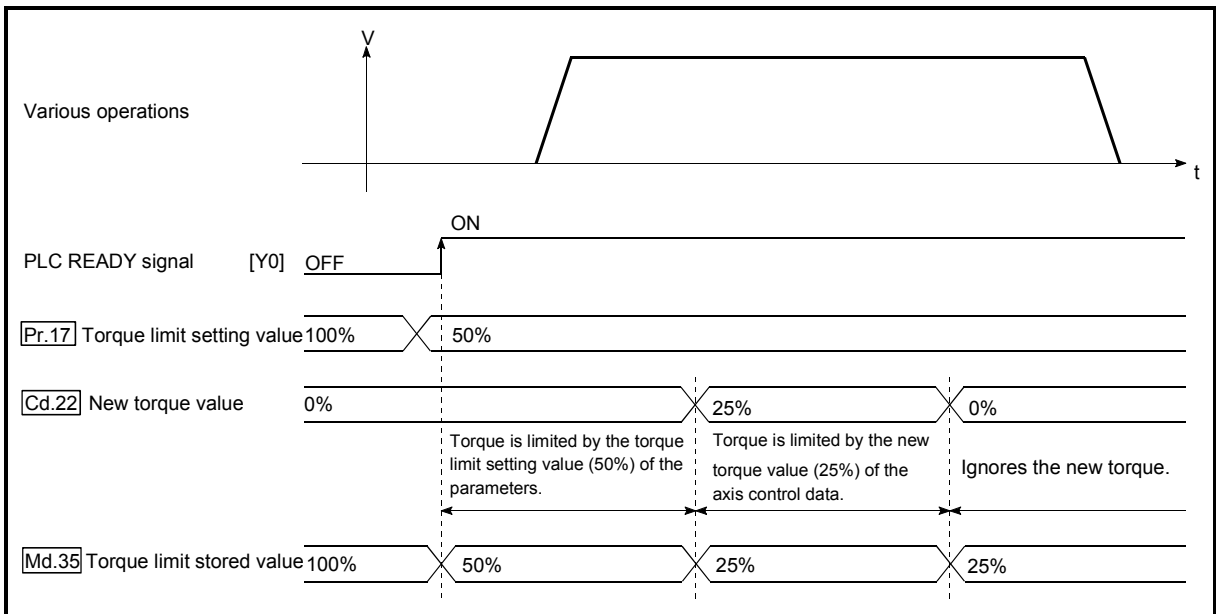 V
Various operations
t
ON
PLC READY signal [Y0] OFF
Pr.17 Torque limit setting value 100% 50%
Cd.22 New torque value 0% 25% 0%
Torque is limited by the torque
limit setting value (50%) of the
parameters.
Torque is limited by the new
torque value (25%) of the
axis control data.
Ignores the new torque.
Md.35 Torque limit stored value 100% 50% 25% 25%